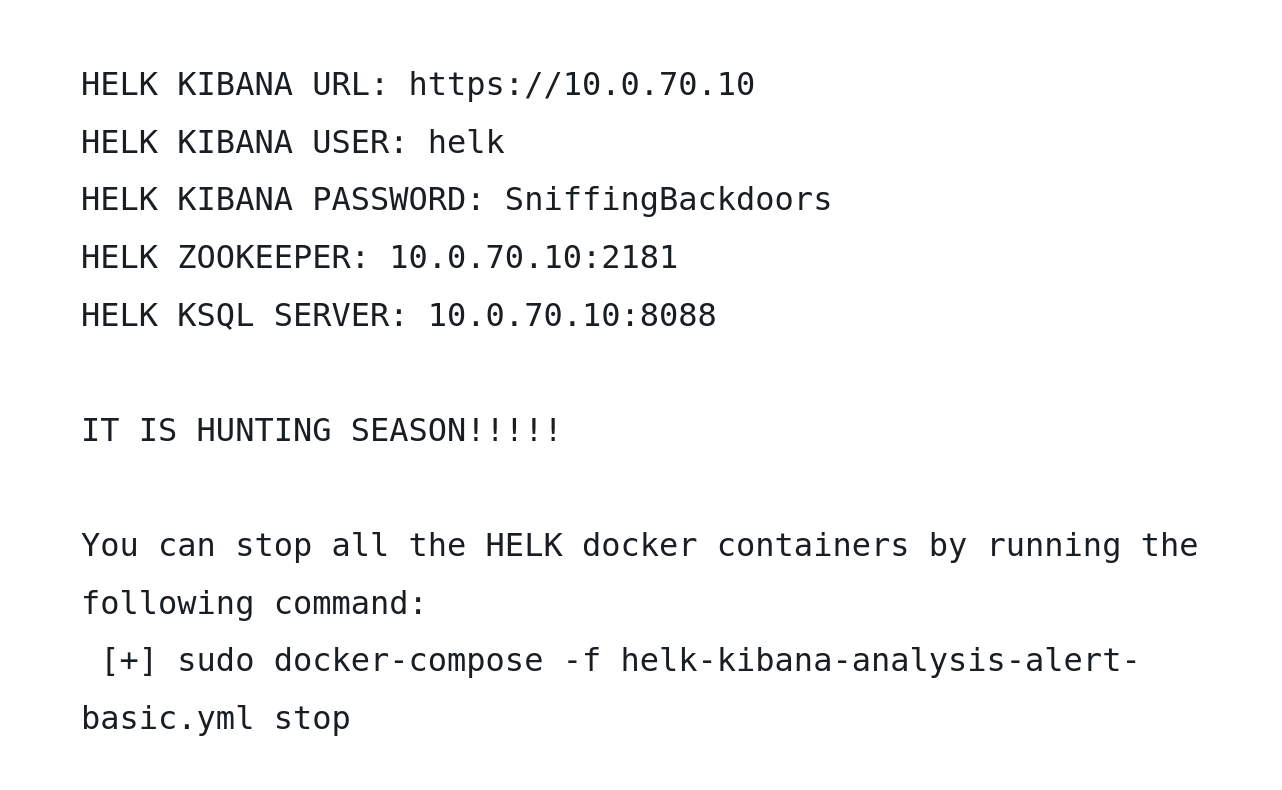 HELK KIBANA URL: https://10.0.70.10
HELK KIBANA USER: helk
HELK KIBANA PASSWORD: SniffingBackdoors
HELK ZOOKEEPER: 10.0.70.10:2181
HELK KSQL SERVER: 10.0.70.10:8088
IT IS HUNTING SEASON!!!!!
You can stop all the HELK docker containers by running the
following command:
[+] sudo docker-compose -f helk-kibana-analysis-alert-
basic.yml stop